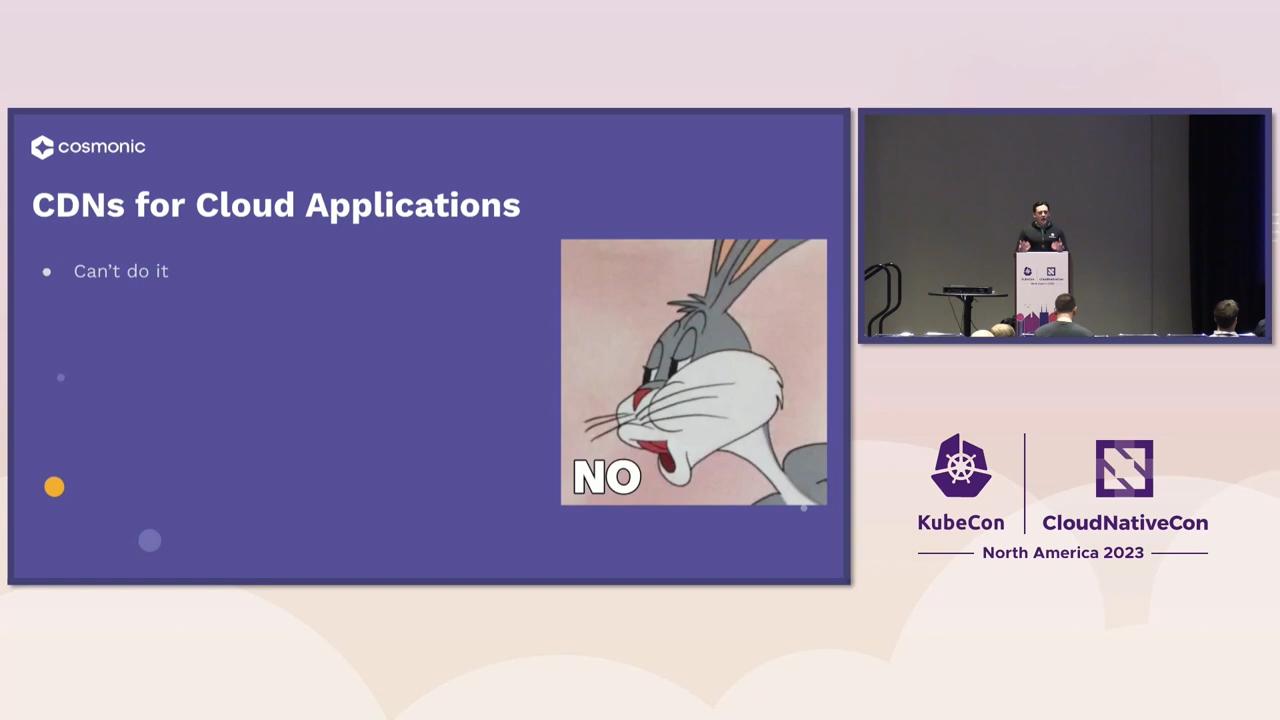 cosmonic
CDNs for Cloud Applications
Can't do it
NO
KubeCon
CloudNativeCon
North America 2023